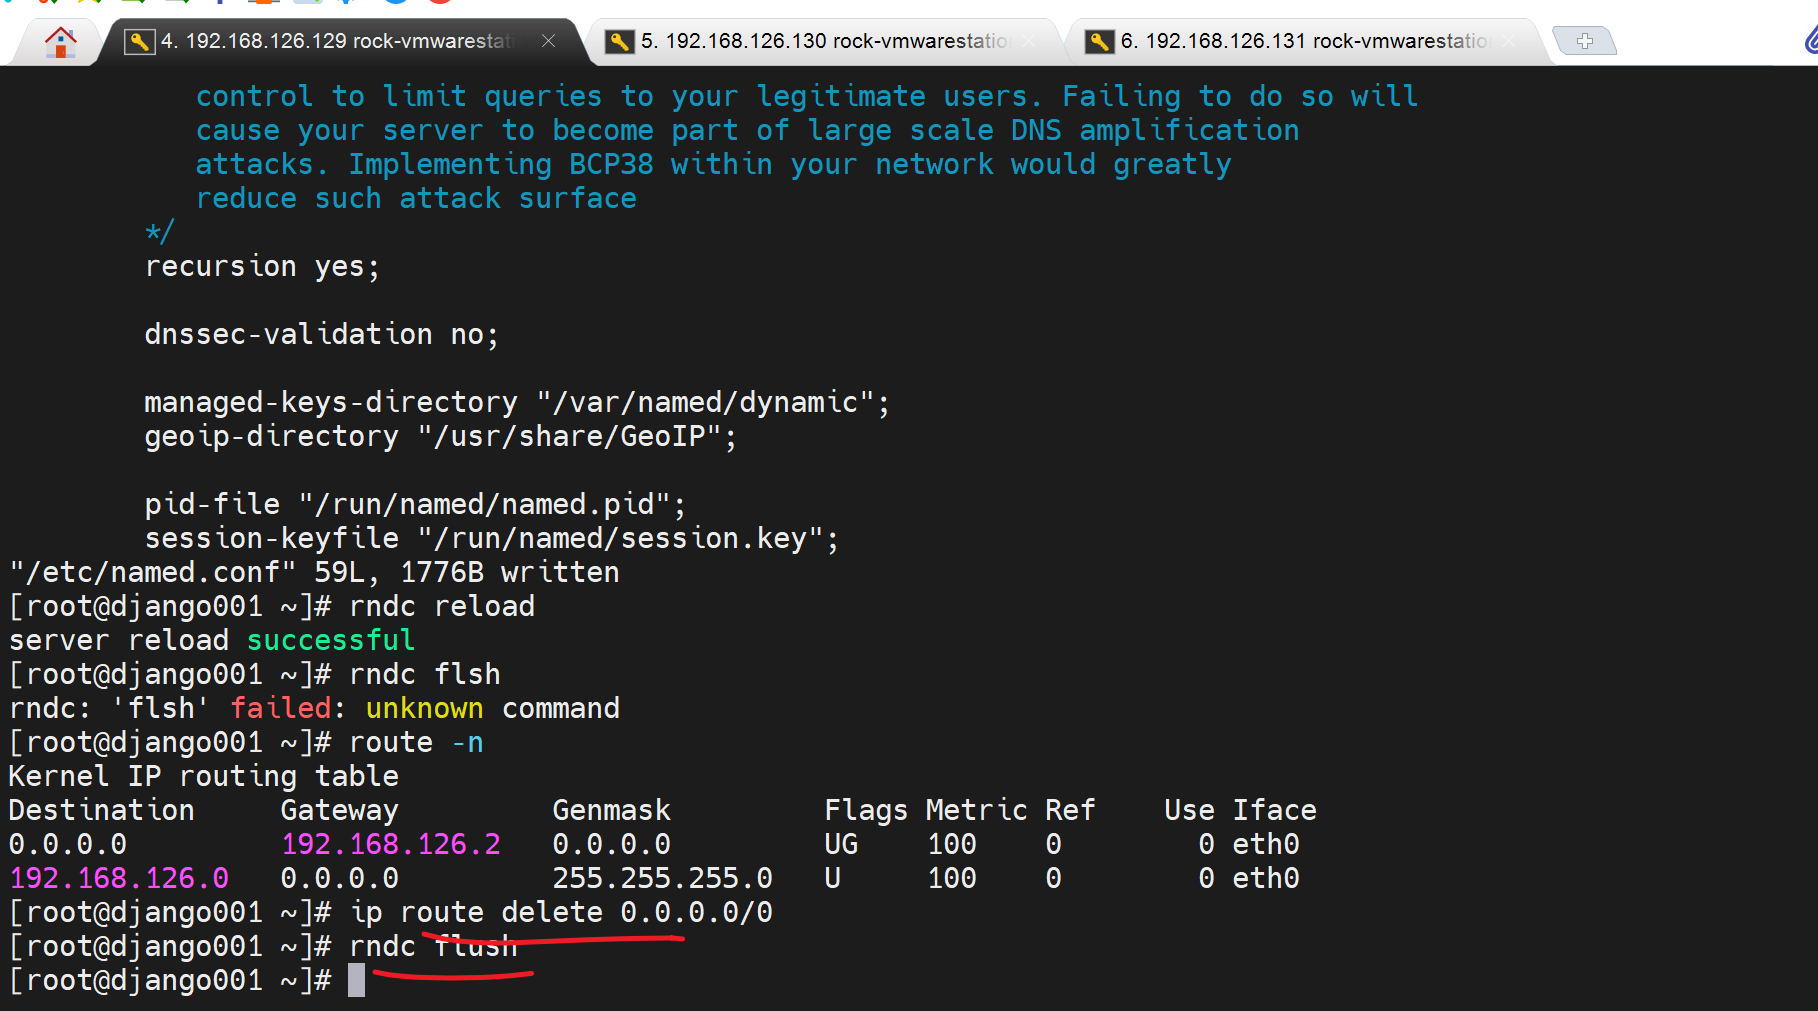 4. 192.168.126.129 rock-vmwarestati
5. 192.168.126.130 rock-vmwarestatio
6. 192.168.126.131 rock-vmwarestatio
control to limit queries to your legitimate users. Failing to do so will
cause your server to become part of large scale DNS amplification
attacks. Implementing BCP38 within your network would greatly
reduce such attack surface
*/
recursion yes;
dnssec-validation no;
managed-keys-directory "/var/named/dynamic";
geoip-directory "/usr/share/GeoIP";
pid-file "/run/named/named.pid";
session-keyfile "/run/named/session.key";
"/etc/named.conf" 59L, 1776B written
[root@django001 ~]# rndc reload
server reload successful
[root@django001 ~]# rndc flsh
rndc: 'flsh' failed: unknown command
[root@django001 ~]# route -n
Kernel IP routing table
Destination     Gateway         Genmask         Flags Metric Ref    Use Iface
0.0.0.0         192.168.126.2   0.0.0.0         UG    100    0        0 eth0
192.168.126.0   0.0.0.0         255.255.255.0   U     100    0        0 eth0
[root@django001 ~]# ip route delete 0.0.0.0/0
[root@django001 ~]# rndc flush
[root@django001 ~]#